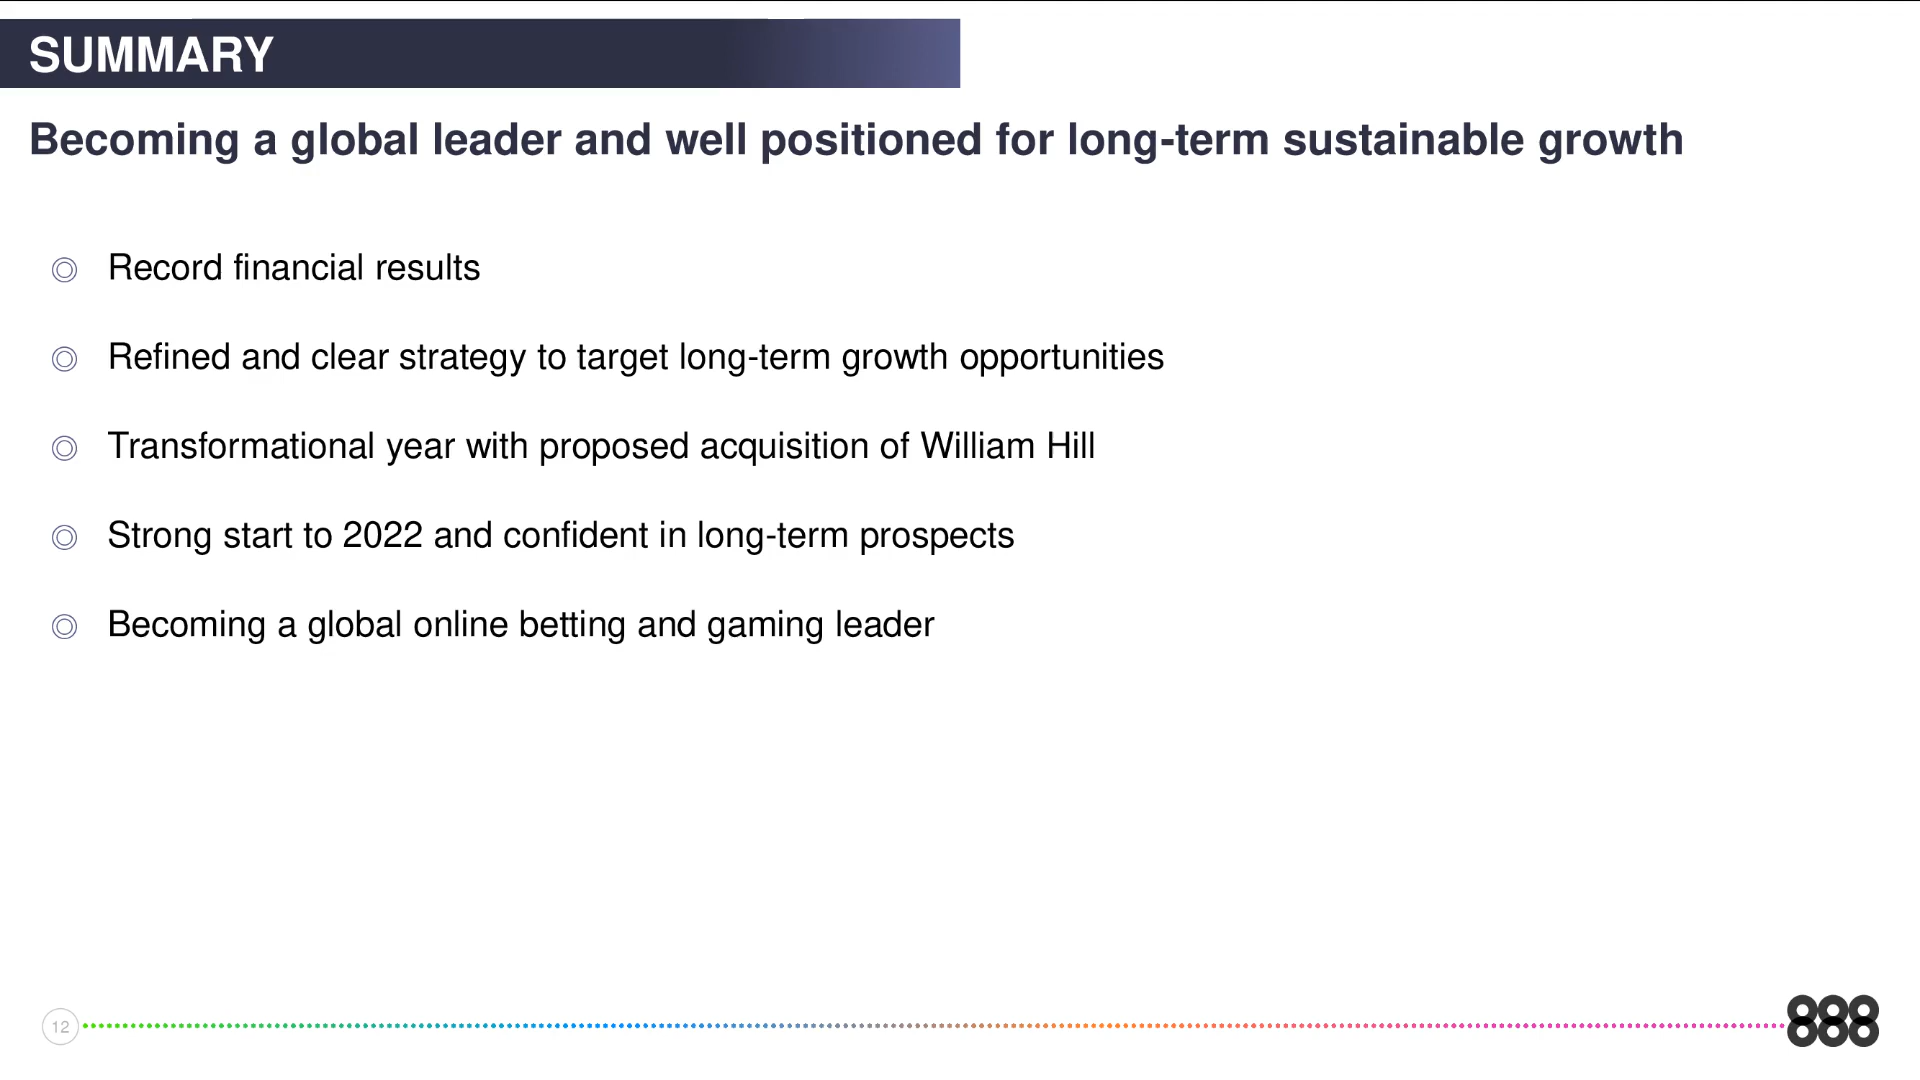 SUMMARY
Becoming a global leader and well positioned for long-term sustainable growth
Record financial results
Refined and clear strategy to target long-term growth opportunities
Transformational year with proposed acquisition of William Hill
Strong start to 2022 and confident in long-term prospects
Becoming a global online betting and gaming leader
12
888